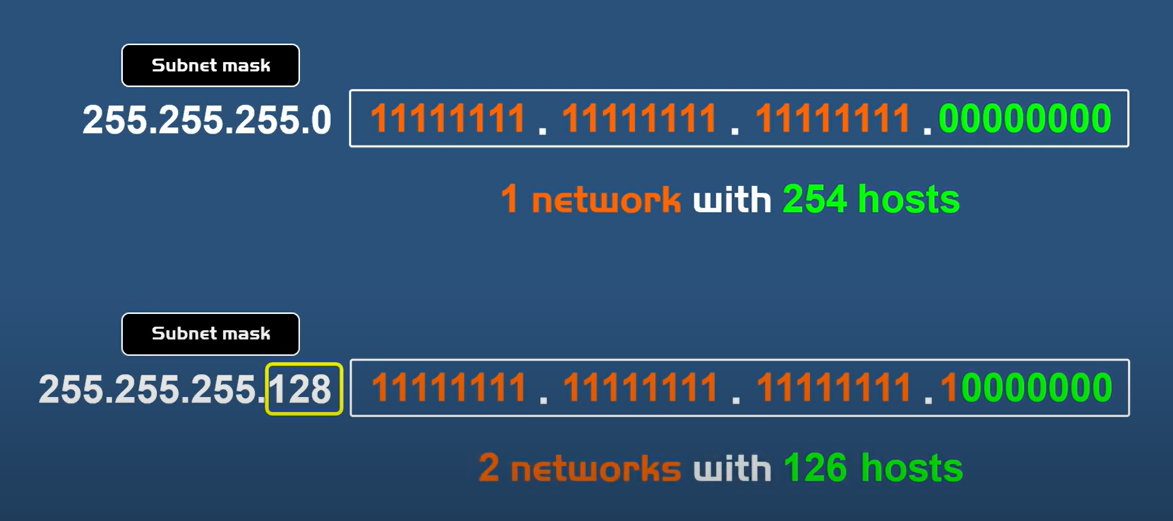 Subnet mask
255.255.255.0 11111111 . 11111111 . 11111111 . 00000000
1 network with 254 hosts
Subnet mask
255.255.255.128 11111111 . 11111111 . 11111111 . 10000000
2 networks with 126 hosts